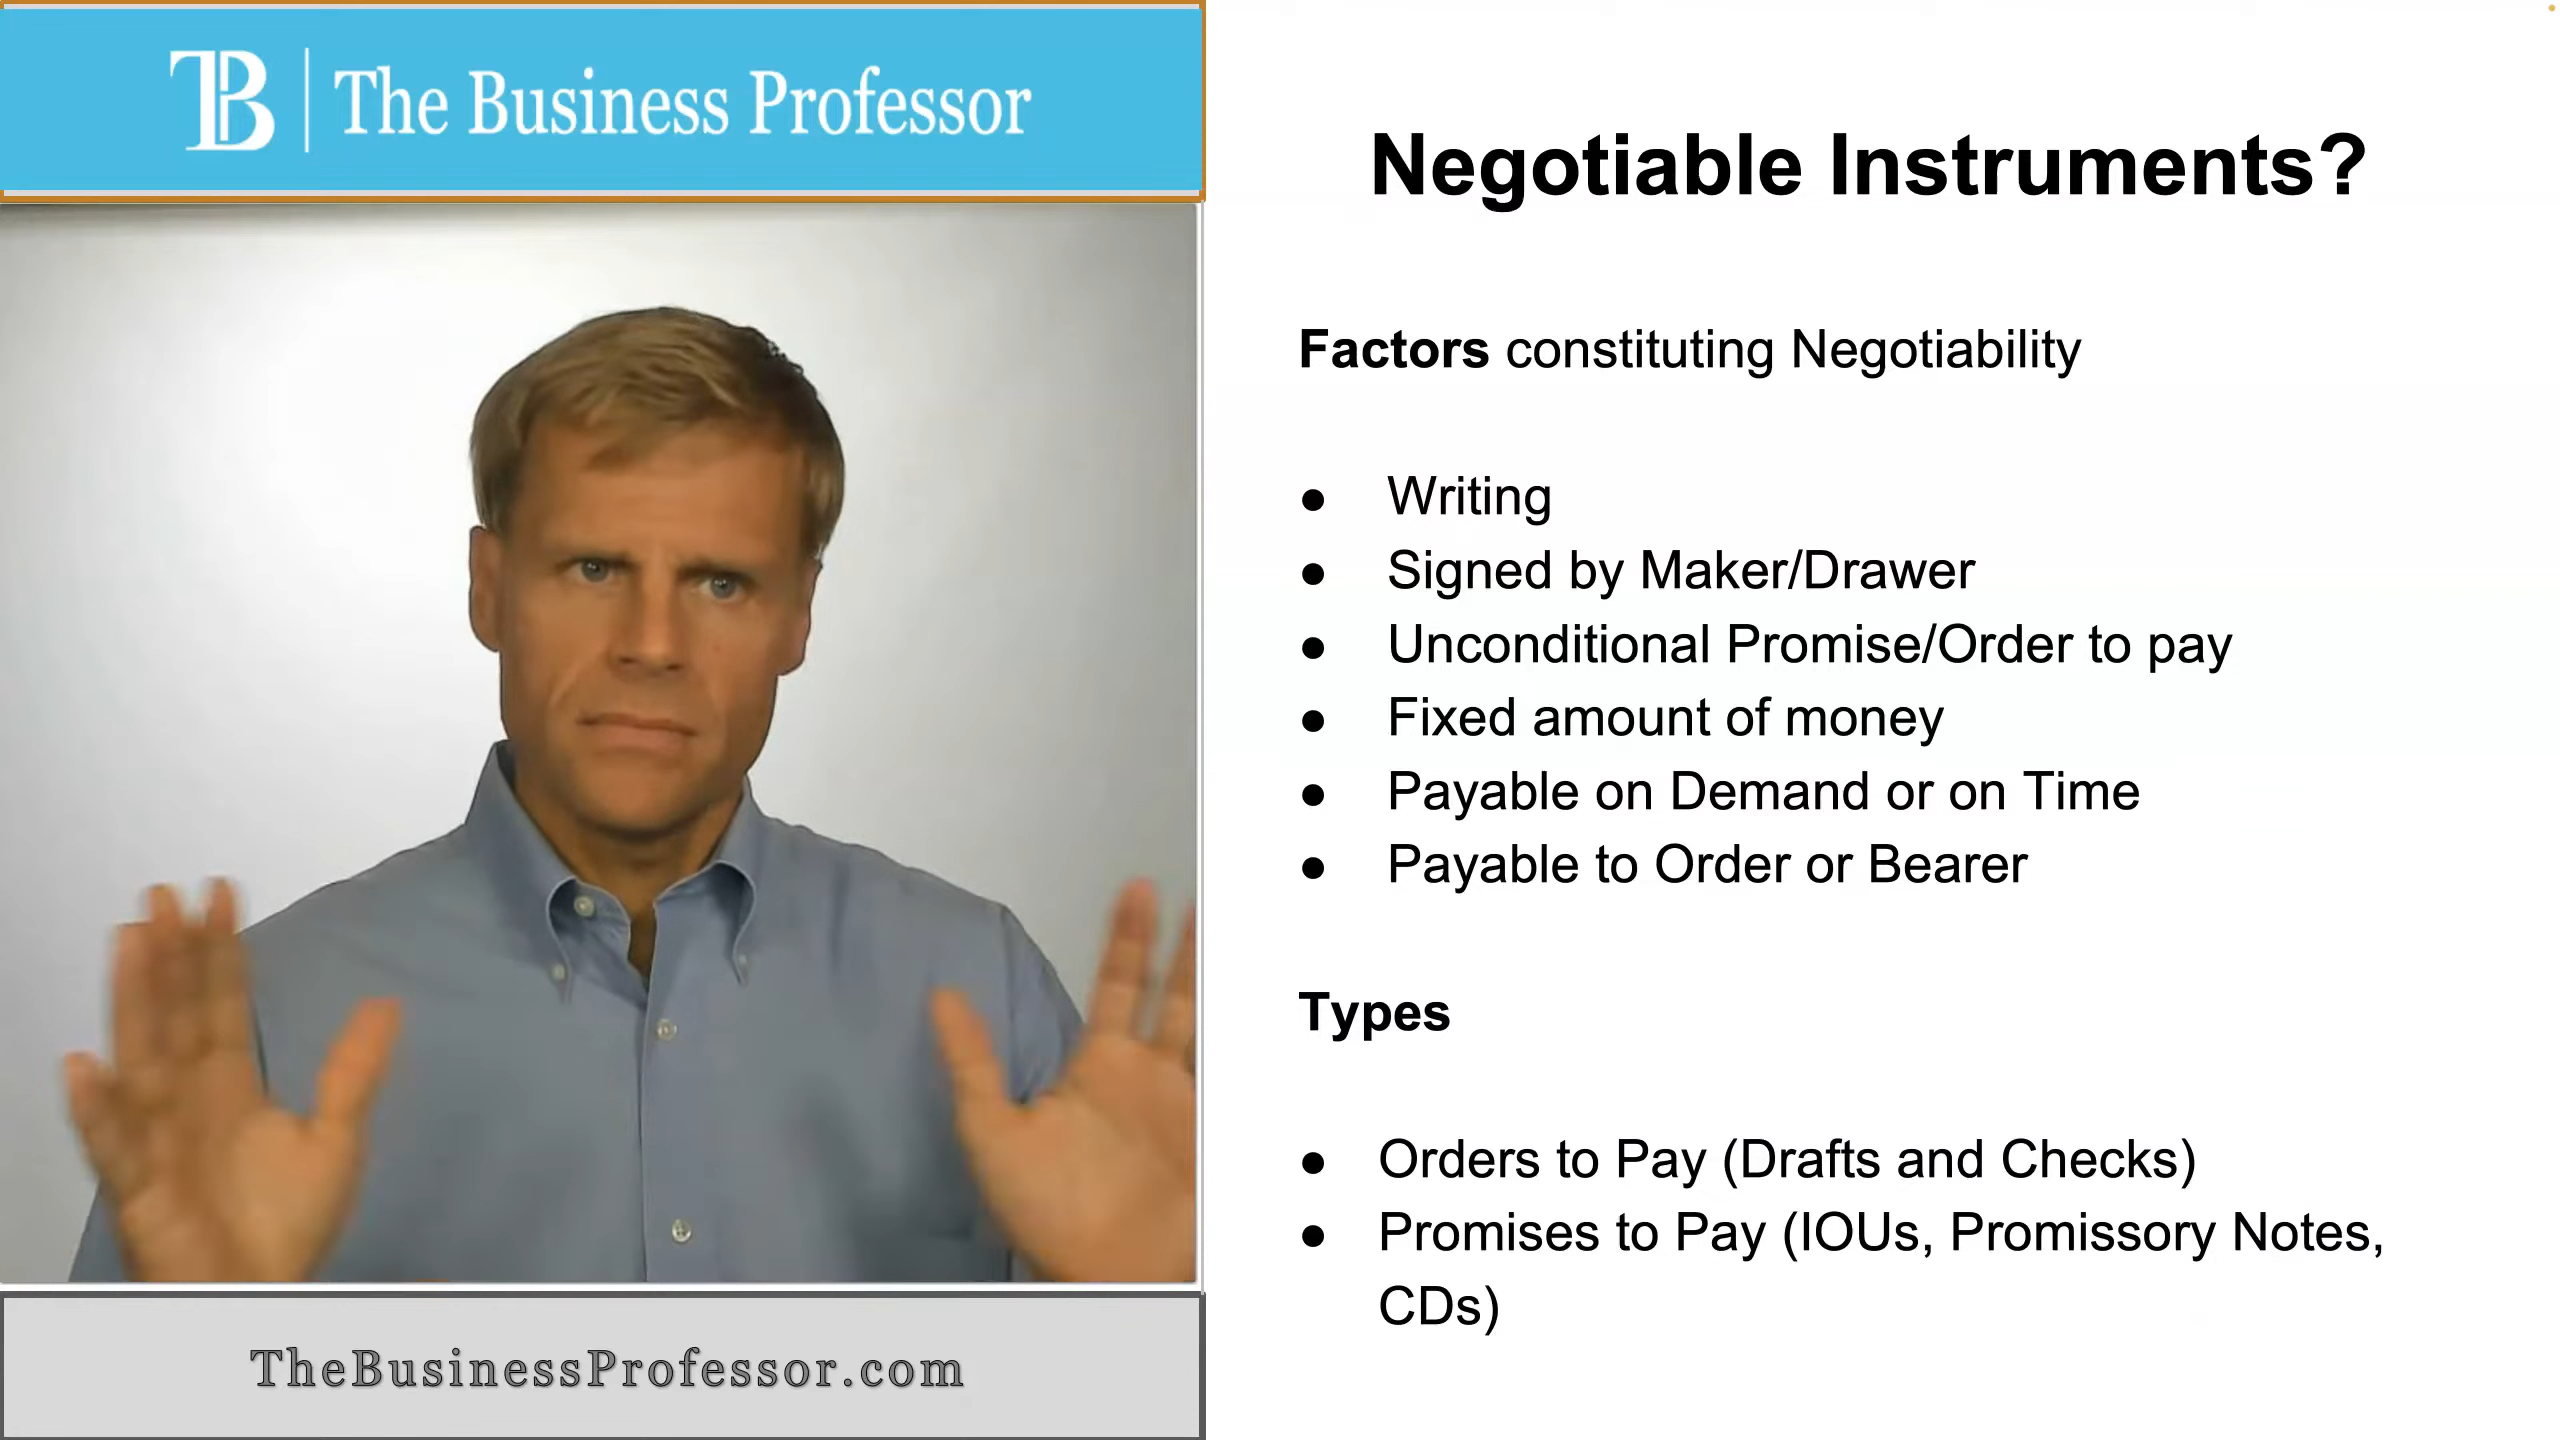 TB | The Business Professor
Negotiable Instruments?
Factors constituting Negotiability
● Writing
● Signed by Maker/Drawer
● Unconditional Promise/Order to pay
● Fixed amount of money
● Payable on Demand or on Time
● Payable to Order or Bearer
Types
● Orders to Pay (Drafts and Checks)
● Promises to Pay (IOUs, Promissory Notes,
CDs)
TheBusinessProfessor.com